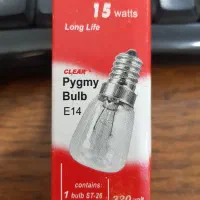 15 watts
Long Life
CLEAR
Pygmy
Bulb
E14
contains:
1 bulb ST-26